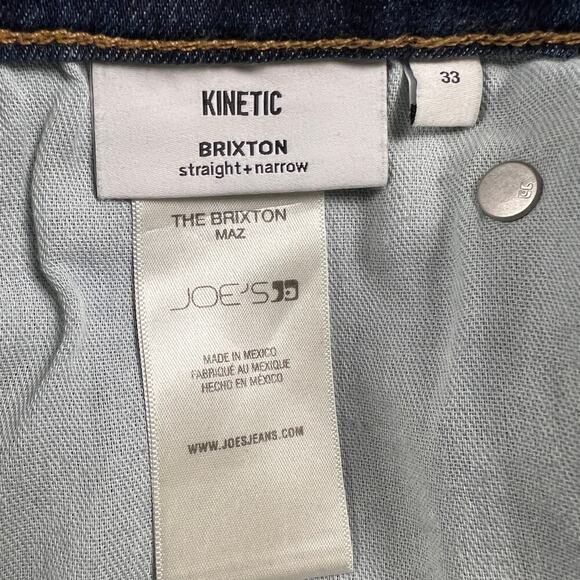 KINETIC
BRIXTON
straight+narrow
33
THE BRIXTON
MAZ
JOE'S
MADE IN MEXICO
FABRIQUÉ AU MEXIQUE
HECHO EN MÉXICO
WWW.JOESJEANS.COM